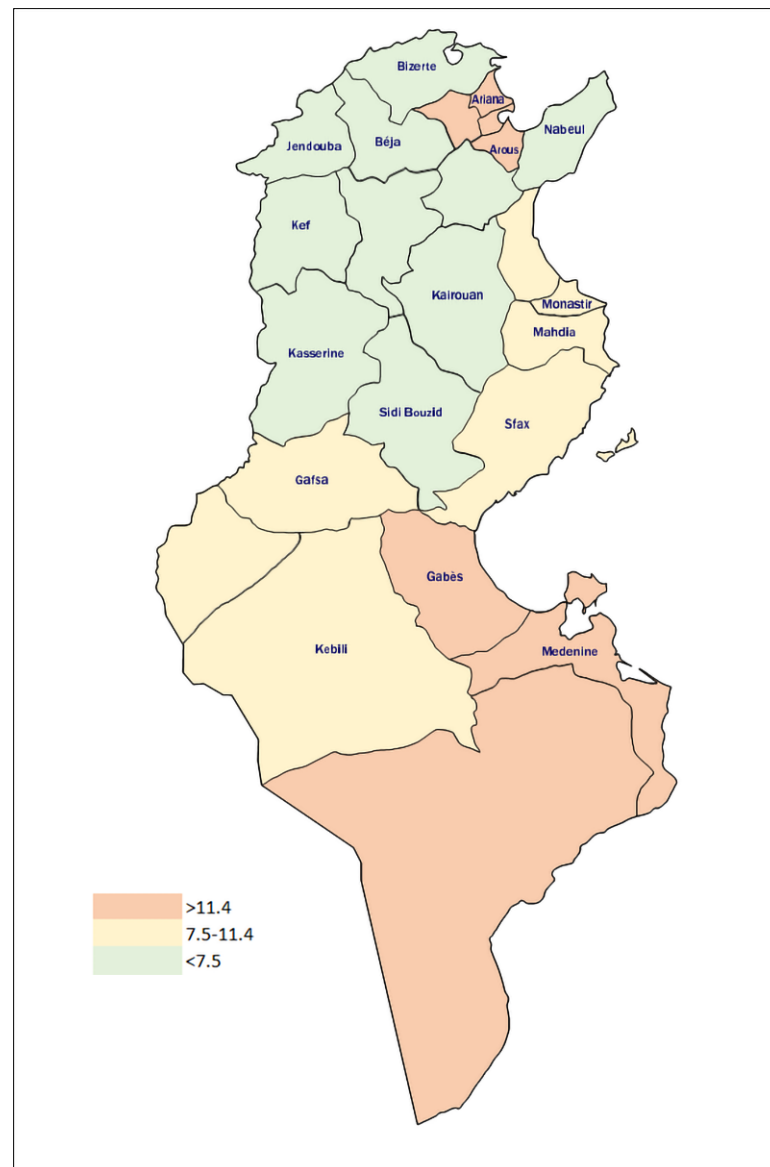 Bizerte
Ariana
Nabeul
Jendouba
Béja
Arous
Kef
Kairouan
Monastir
Mahdia
Kasserine
Sidi Bouzid
Sfax
Gafsa
Gabès
Kebili
Medenine
>11.4
7.5-11.4
<7.5